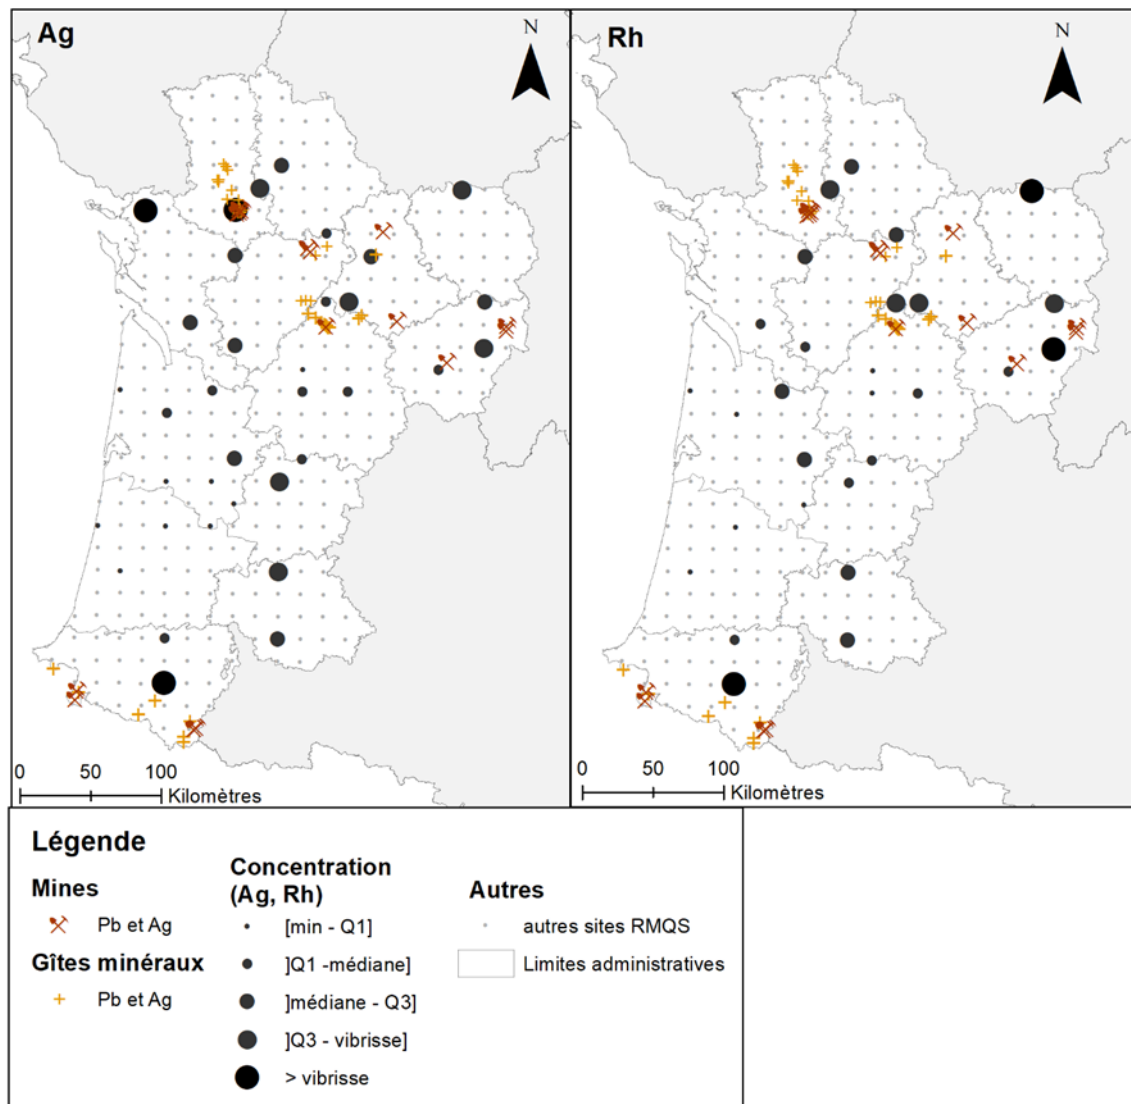 Ag
N
0 50 100
Kilomètres
Rh
N
0 50 100
Kilomètres
Légende
Mines
Pb et Ag
Gîtes minéraux
Pb et Ag
Concentration
(Ag, Rh)
[min - Q1]
]Q1 -médiane]
]médiane - Q3]
]Q3 - vibrisse]
> vibrisse
Autres
autres sites RMQS
Limites administratives